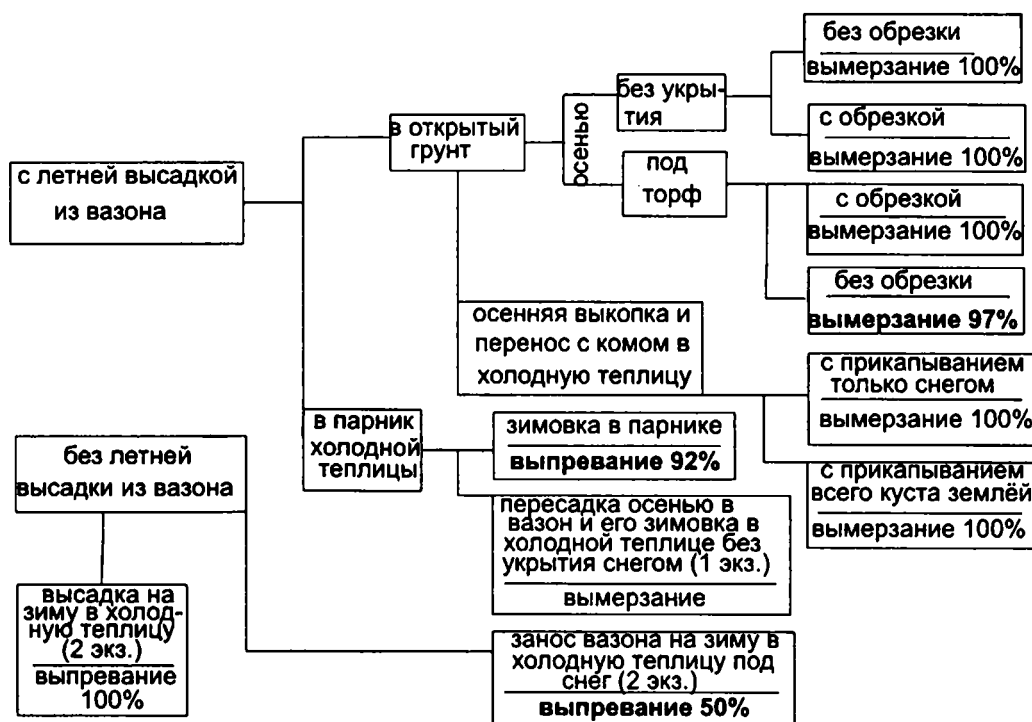 с летней высадкой
из вазона
в открытый
грунт
осенью
без укры-
тия
без обрезки
вымерзание 100%
с обрезкой
вымерзание 100%
под
торф
с обрезкой
вымерзание 100%
без обрезки
вымерзание 97%
осенняя выкопка и
перенос с комом в
холодную теплицу
с прикапыванием
только снегом
вымерзание 100%
с прикапыванием
всего куста землёй
вымерзание 100%
в парник
холодной
теплицы
зимовка в парнике
выпревание 92%
пересадка осенью в
вазон и его зимовка в
холодной теплице без
укрытия снегом (1 экз.)
вымерзание
без летней
высадки из вазона
высадка на
зиму в холод-
ную теплицу
(2 экз.)
выпревание
100%
занос вазона на зиму в
холодную теплицу под
снег (2 экз.)
выпревание 50%